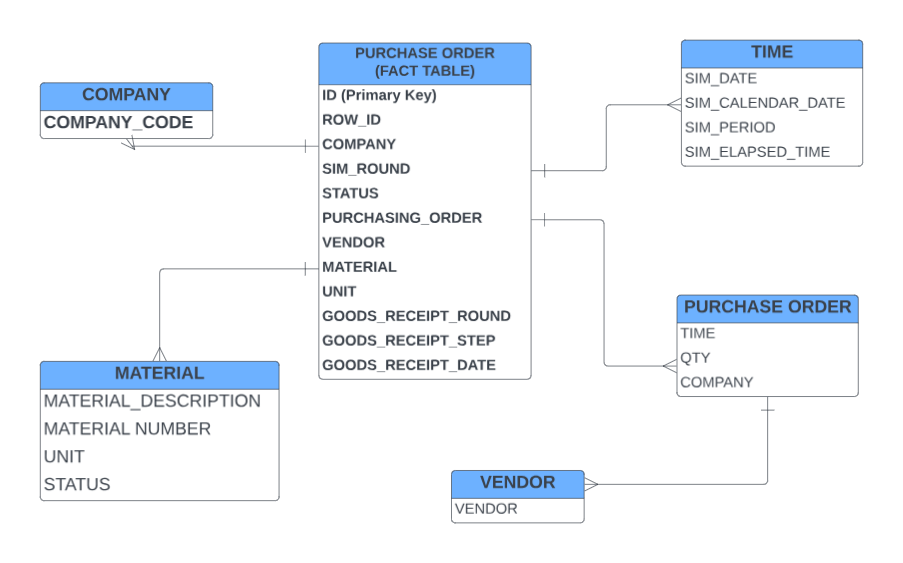 COMPANY
COMPANY_CODE
PURCHASE ORDER
(FACT TABLE)
ID (Primary Key)
ROW_ID
COMPANY
SIM_ROUND
STATUS
PURCHASING_ORDER
VENDOR
MATERIAL
UNIT
GOODS_RECEIPT_ROUND
GOODS_RECEIPT_STEP
GOODS_RECEIPT_DATE
TIME
SIM_DATE
SIM_CALENDAR_DATE
SIM_PERIOD
SIM_ELAPSED_TIME
MATERIAL
MATERIAL_DESCRIPTION
MATERIAL NUMBER
UNIT
STATUS
PURCHASE ORDER
TIME
QTY
COMPANY
VENDOR
VENDOR